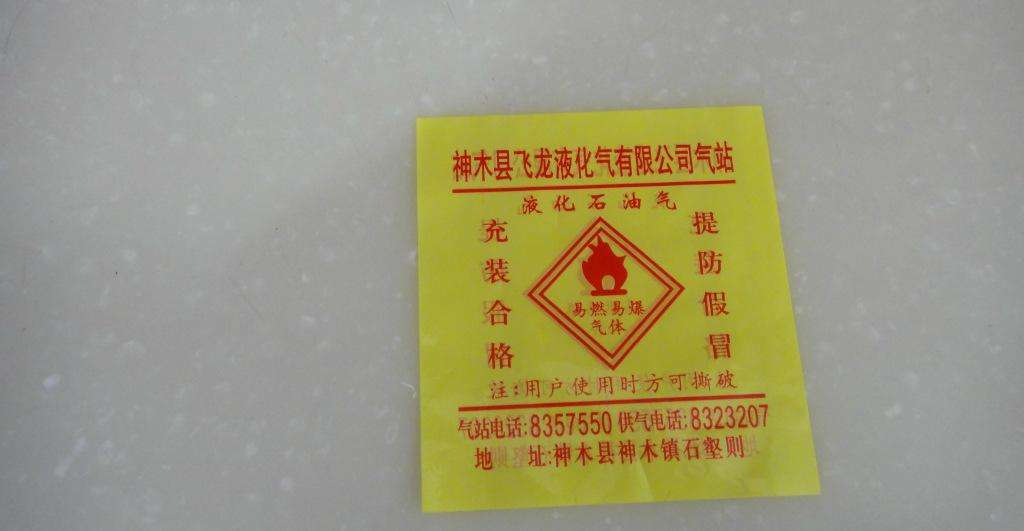 神木县飞龙液化气有限公司气站
液化石油气
充装合格
提防假冒
易燃易爆
气体
注:用户使用时方可撕破
气站电话:8357550 供气电话:8323207
地 址:神木县神木镇石壑则